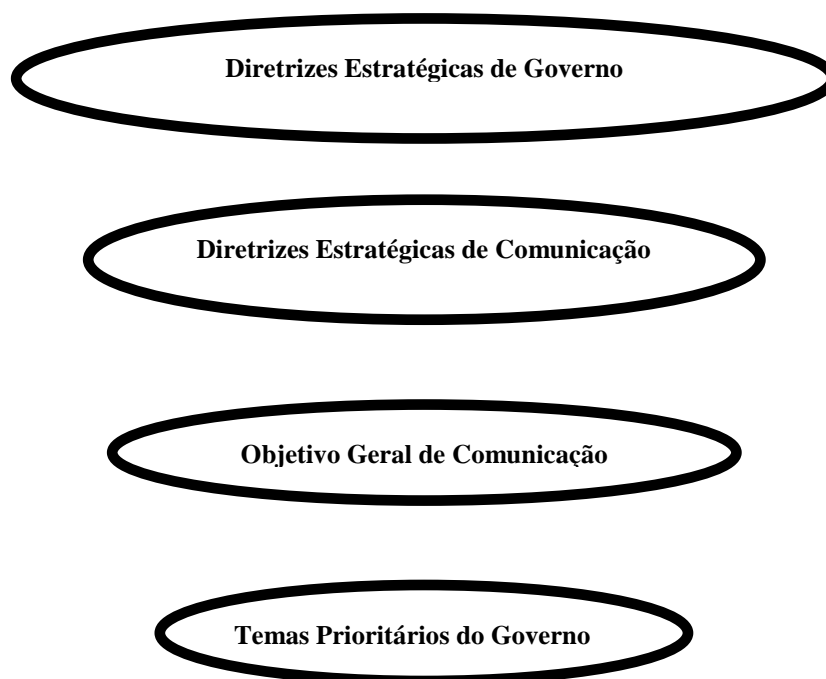 Diretrizes Estratégicas de Governo
Diretrizes Estratégicas de Comunicação
Objetivo Geral de Comunicação
Temas Prioritários do Governo